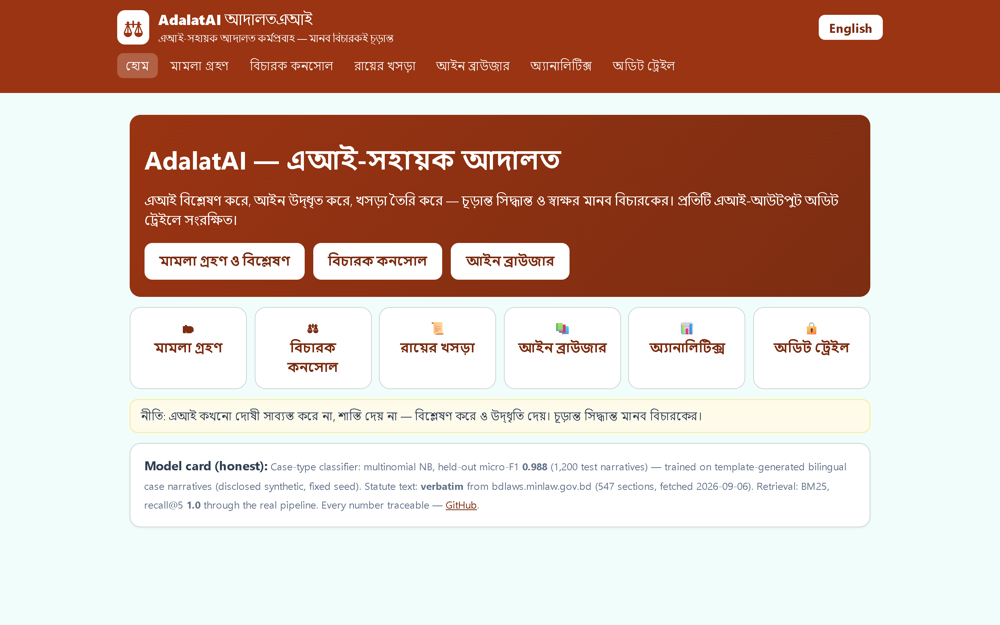 AdalatAI আদালতএআই
এআই-সহায়ক আদালত কর্মপ্রবাহ — মানব বিচারকই চূড়ান্ত
English
হোম মামলা গ্রহণ বিচারক কনসোল রায়ের খসড়া আইন ব্রাউজার অ্যানালিটিক্স অডিট ট্রেইল
AdalatAI — এআই-সহায়ক আদালত
এআই বিশ্লেষণ করে, আইন উদ্ধৃত করে, খসড়া তৈরি করে — চূড়ান্ত সিদ্ধান্ত ও স্বাক্ষর মানব বিচারকের। প্রতিটি এআই-আউটপুট অডিট
ট্রেইলে সংরক্ষিত।
মামলা গ্রহণ ও বিশ্লেষণ বিচারক কনসোল আইন ব্রাউজার
মামলা গ্রহণ
বিচারক
কনসোল
রায়ের খসড়া
আইন ব্রাউজার
অ্যানালিটিক্স
অডিট ট্রেইল
নীতি: এআই কখনো দোষী সাব্যস্ত করে না, শাস্তি দেয় না — বিশ্লেষণ করে ও উদ্ধৃতি দেয়। চূড়ান্ত সিদ্ধান্ত মানব বিচারকের।
Model card (honest): Case-type classifier: multinomial NB, held-out micro-F1 0.988 (1,200 test narratives) — trained on template-generated bilingual
case narratives (disclosed synthetic, fixed seed). Statute text: verbatim from bdlaws.minlaw.gov.bd (547 sections, fetched 2026-09-06). Retrieval: BM25,
recall@5 1.0 through the real pipeline. Every number traceable — GitHub.